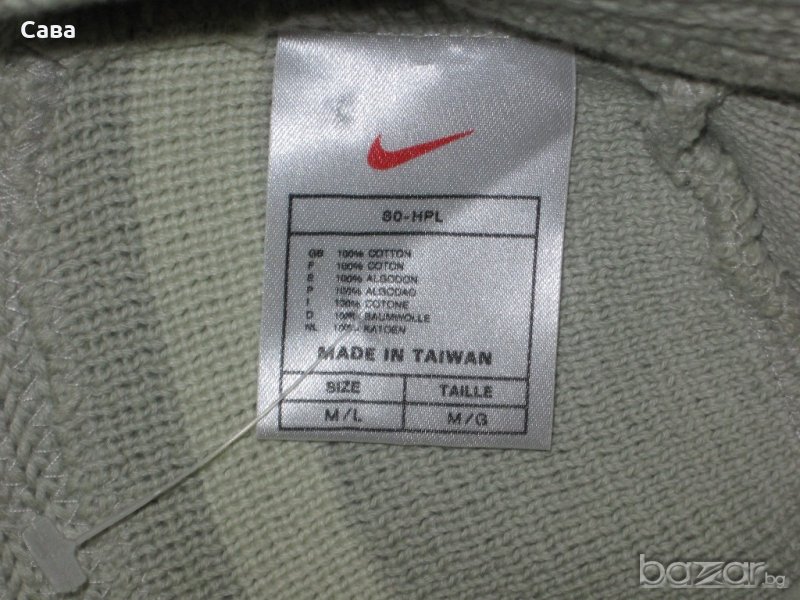 Сава
80-HPL
GB 100% COTTON
F 100% COTON
E 100% ALGODON
P 100% ALGODAO
I 100% COTONE
D 100% BAUMWOLLE
NL 100% KATOEN
MADE IN TAIWAN
SIZE TAILLE
M/L M/G
bazar.bg